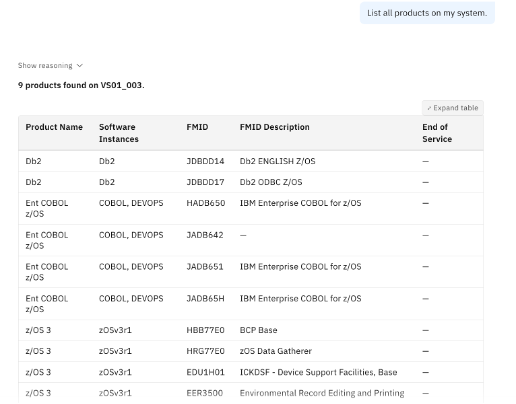 List all products on my system.
Show reasoning
9 products found on VS01_003.
Expand table
Product Name Software Instances FMID FMID Description End of Service
Db2 Db2 JDBDD14 Db2 ENGLISH Z/OS —
Db2 Db2 JDBDD17 Db2 ODBC Z/OS —
Ent COBOL z/OS COBOL, DEVOPS HADB650 IBM Enterprise COBOL for z/OS —
Ent COBOL z/OS COBOL, DEVOPS JADB642 — —
Ent COBOL z/OS COBOL, DEVOPS JADB651 IBM Enterprise COBOL for z/OS —
Ent COBOL z/OS COBOL, DEVOPS JADB65H IBM Enterprise COBOL for z/OS —
z/OS 3 zOSv3r1 HBB77E0 BCP Base —
z/OS 3 zOSv3r1 HRG77E0 zOS Data Gatherer —
z/OS 3 zOSv3r1 EDU1H01 ICKDSF - Device Support Facilities, Base —
z/OS 3 zOSv3r1 EER3500 Environmental Record Editing and Printing —